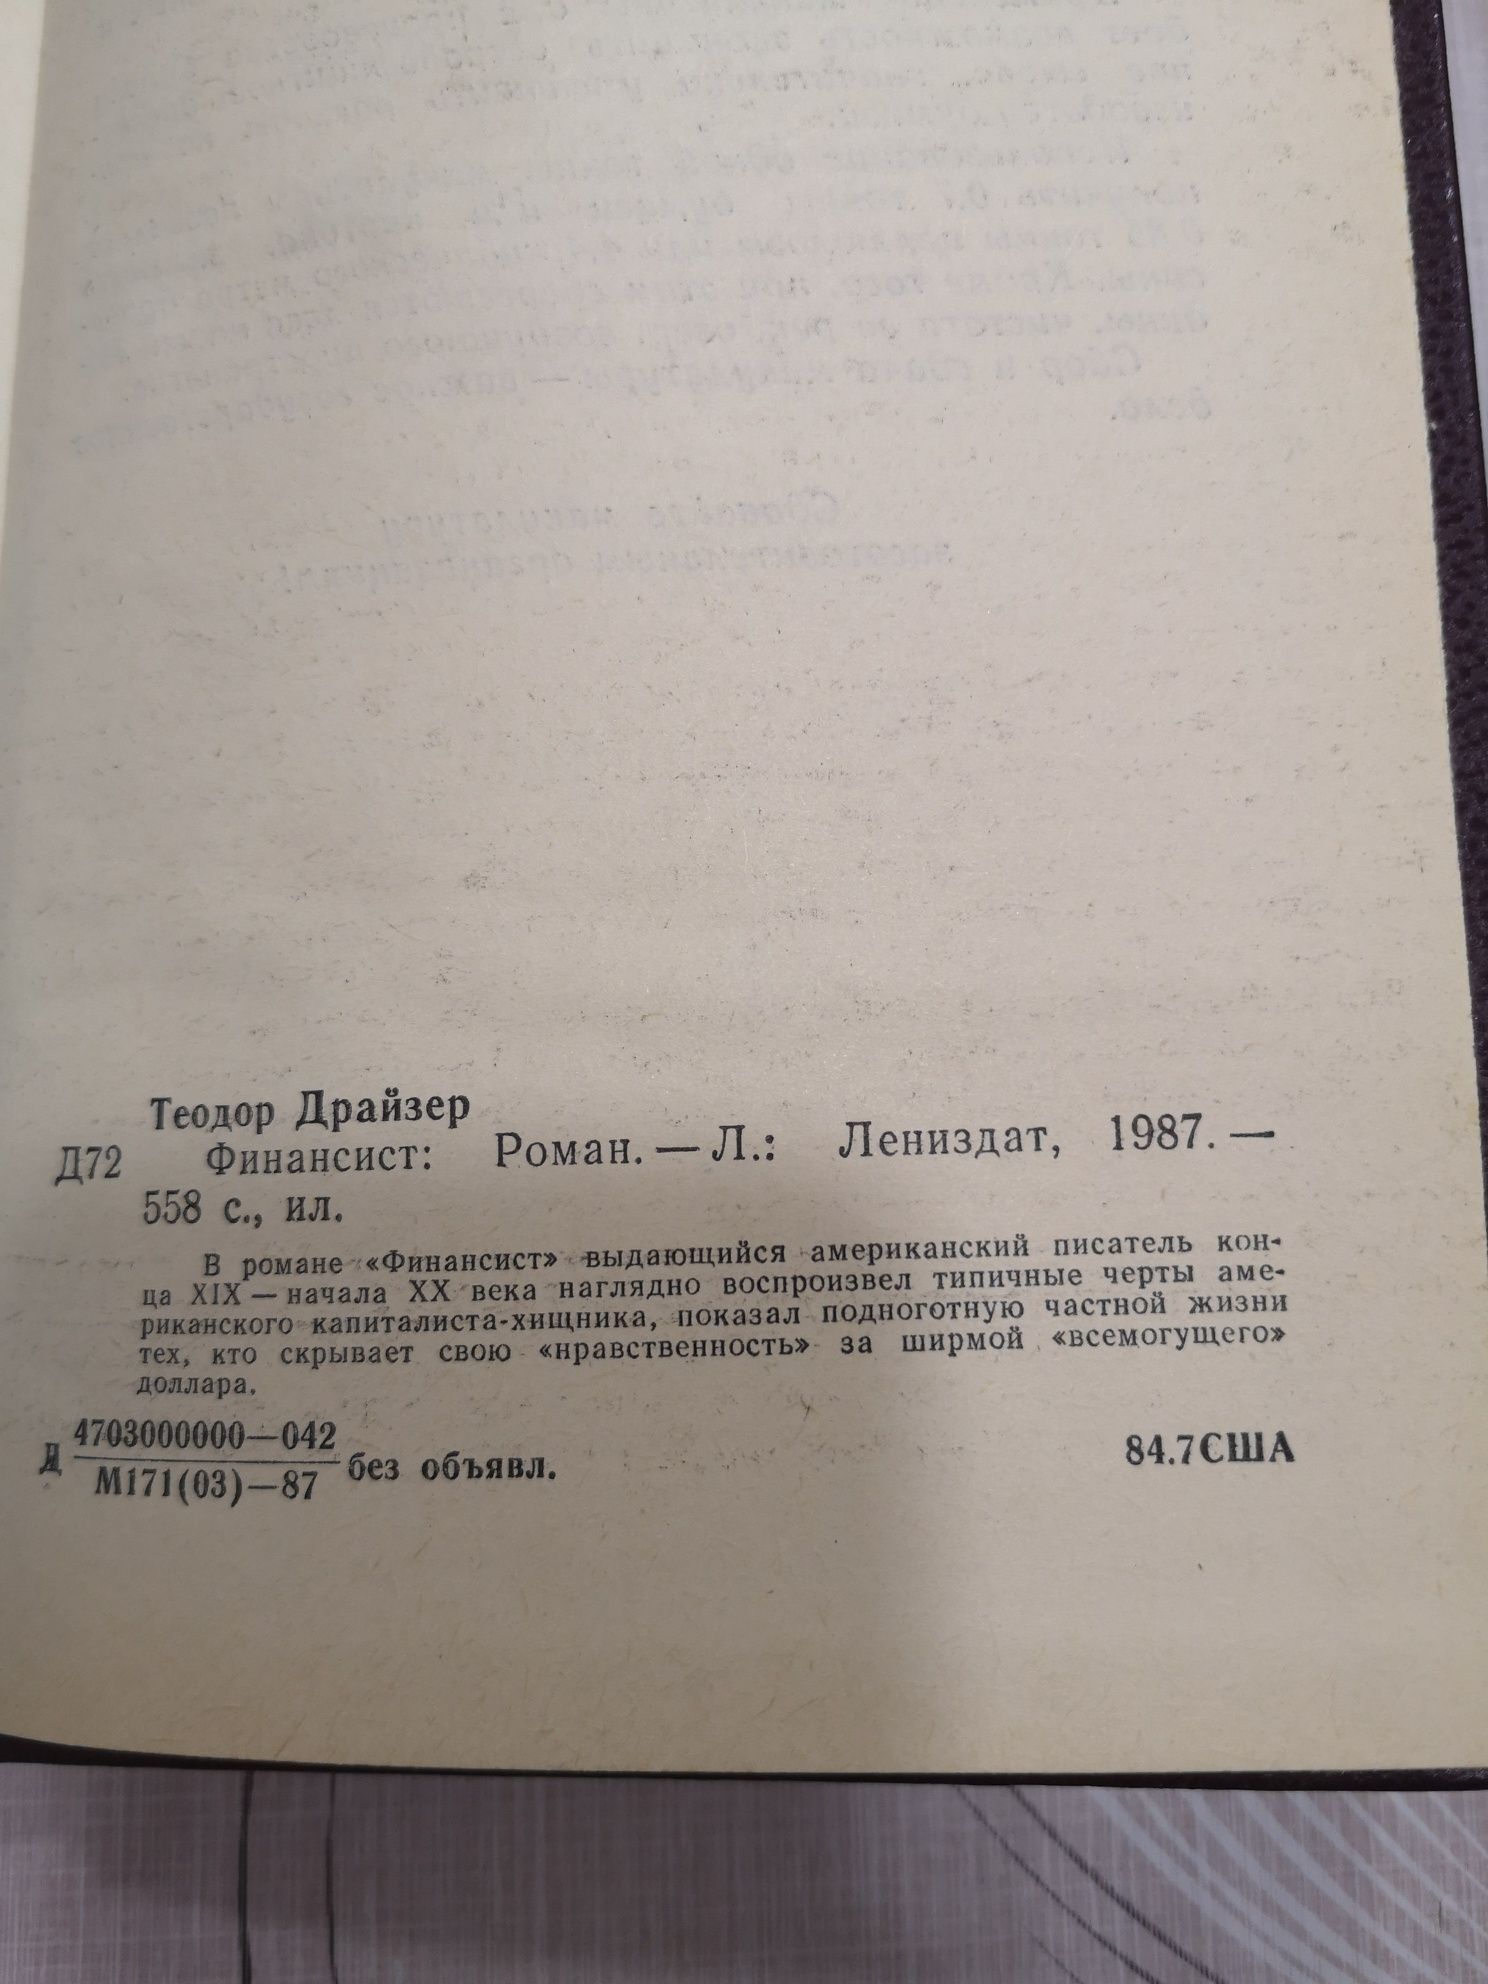 Теодор Драйзер
Д72 Финансист: Роман. — Л.: Лениздат, 1987. —
558 с., ил.
В романе «Финансист» выдающийся американский писатель кон-
ца XIX — начала XX века наглядно воспроизвел типичные черты аме-
риканского капиталиста-хищника, показал подноготную частной жизни
тех, кто скрывает свою «нравственность» за ширмой «всемогущего»
доллара.
Д 4703000000—042
М171(03)—87 без объявл.
84.7США